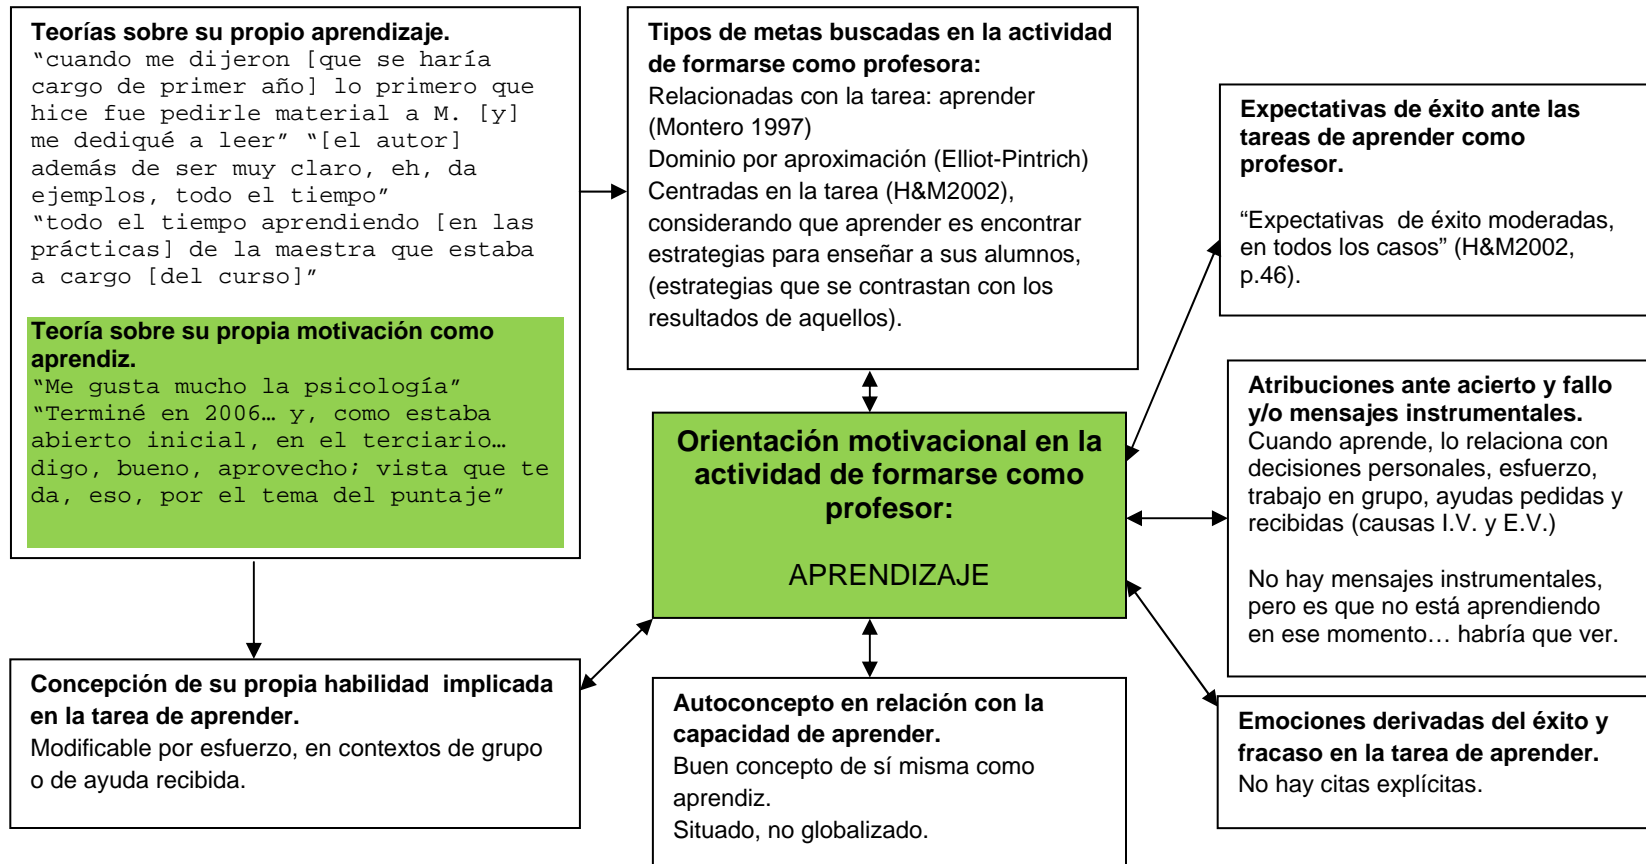 Teorías sobre su propio aprendizaje.
“cuando me dijeron [que se haría
cargo de primer año] lo primero que
hice fue pedirle material a M. [y]
me dediqué a leer” “[el autor]
además de ser muy claro, eh, da
ejemplos, todo el tiempo”
“todo el tiempo aprendiendo [en las
prácticas] de la maestra que estaba
a cargo [del curso]”
Teoría sobre su propia motivación como
aprendiz.
“Me gusta mucho la psicología”
“Terminé en 2006… y, como estaba
abierto inicial, en el terciario…
digo, bueno, aprovecho; vista que te
da, eso, por el tema del puntaje”
Tipos de metas buscadas en la actividad
de formarse como profesora:
Relacionadas con la tarea: aprender
(Montero 1997)
Dominio por aproximación (Elliot-Pintrich)
Centradas en la tarea (H&M2002),
considerando que aprender es encontrar
estrategias para enseñar a sus alumnos,
(estrategias que se contrastan con los
resultados de aquellos).
Expectativas de éxito ante las
tareas de aprender como
profesor.
“Expectativas de éxito moderadas,
en todos los casos” (H&M2002,
p.46).
Orientación motivacional en la
actividad de formarse como
profesor:
APRENDIZAJE
Atribuciones ante acierto y fallo
y/o mensajes instrumentales.
Cuando aprende, lo relaciona con
decisiones personales, esfuerzo,
trabajo en grupo, ayudas pedidas y
recibidas (causas I.V. y E.V.)
No hay mensajes instrumentales,
pero es que no está aprendiendo
en ese momento… habría que ver.
Concepción de su propia habilidad implicada
en la tarea de aprender.
Modificable por esfuerzo, en contextos de grupo
o de ayuda recibida.
Autoconcepto en relación con la
capacidad de aprender.
Buen concepto de sí misma como
aprendiz.
Situado, no globalizado.
Emociones derivadas del éxito y
fracaso en la tarea de aprender.
No hay citas explícitas.